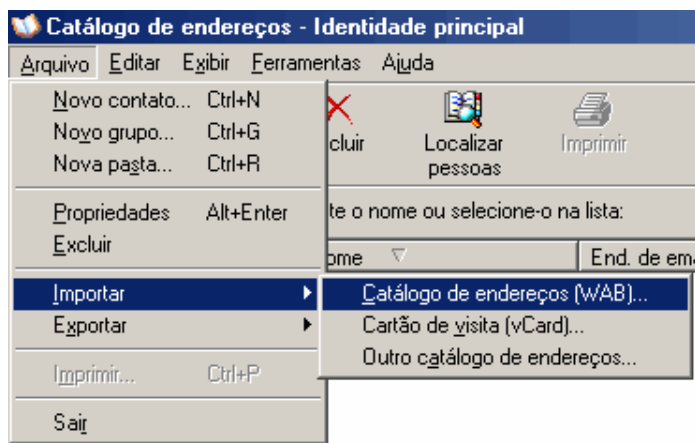 Catálogo de endereços - Identidade principal
Arquivo Editar Exibir Ferramentas Ajuda
Novo contato... Ctrl+N
Novo grupo... Ctrl+G
Nova pasta... Ctrl+R
cluir
Localizar pessoas
Imprimir
Propriedades Alt+Enter
te o nome ou selecione-o na lista:
Excluir
ome End. de ema
Importar
Catálogo de endereços (WAB)...
Exportar
Cartão de visita (vCard)...
Outro catálogo de endereços...
Imprimir... Ctrl+P
Sair